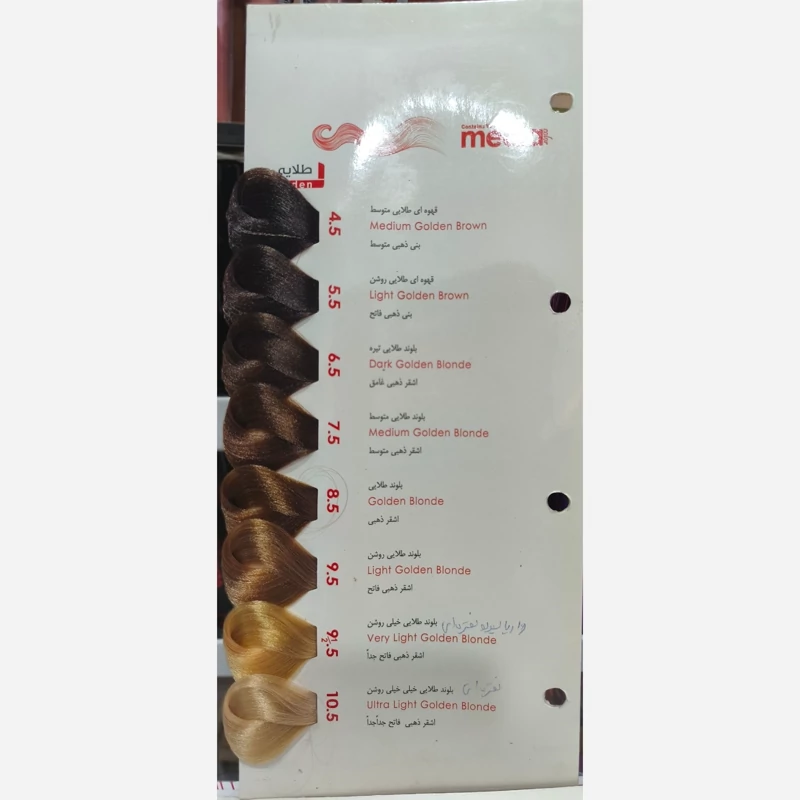 طلایی
4.5
قهوه ای طلایی متوسط
Medium Golden Brown
بني ذهبي متوسط
5.5
قهوه ای طلایی روشن
Light Golden Brown
بني ذهبي فاتح
6.5
بلوند طلایی تیره
Dark Golden Blonde
اشقر ذهبي غامق
7.5
بلوند طلایی متوسط
Medium Golden Blonde
اشقر ذهبي متوسط
8.5
بلوند طلایی
Golden Blonde
اشقر ذهبي
9.5
بلوند طلایی روشن
Light Golden Blonde
اشقر ذهبي فاتح
9½.5
بلوند طلایی خیلی روشن
Very Light Golden Blonde
اشقر ذهبي فاتح جداً
10.5
بلوند طلایی خیلی خیلی روشن
Ultra Light Golden Blonde
اشقر ذهبي فاتح جداًجداً